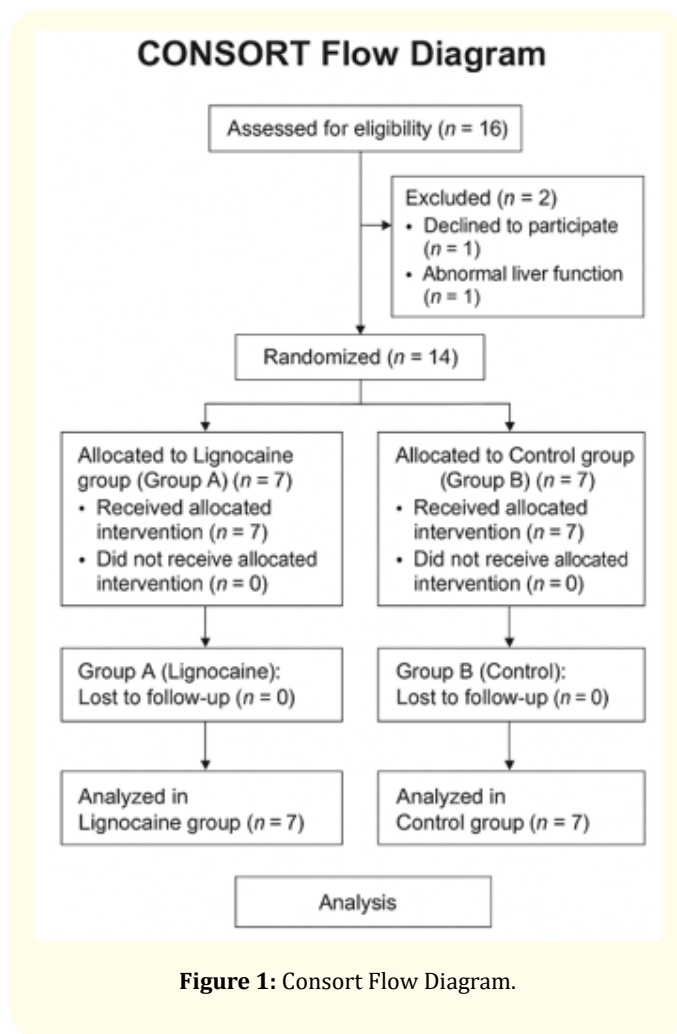 CONSORT Flow Diagram
Assessed for eligibility (n = 16)
Excluded (n = 2)
• Declined to participate
(n = 1)
• Abnormal liver function
(n = 1)
Randomized (n = 14)
Allocated to Lignocaine
group (Group A) (n = 7)
• Received allocated
intervention (n = 7)
• Did not receive allocated
intervention (n = 0)
Allocated to Control group
(Group B) (n = 7)
• Received allocated
intervention (n = 7)
• Did not receive allocated
intervention (n = 0)
Group A (Lignocaine):
Lost to follow-up (n = 0)
Group B (Control):
Lost to follow-up (n = 0)
Analyzed in
Lignocaine group (n = 7)
Analyzed in
Control group (n = 7)
Analysis
Figure 1: Consort Flow Diagram.